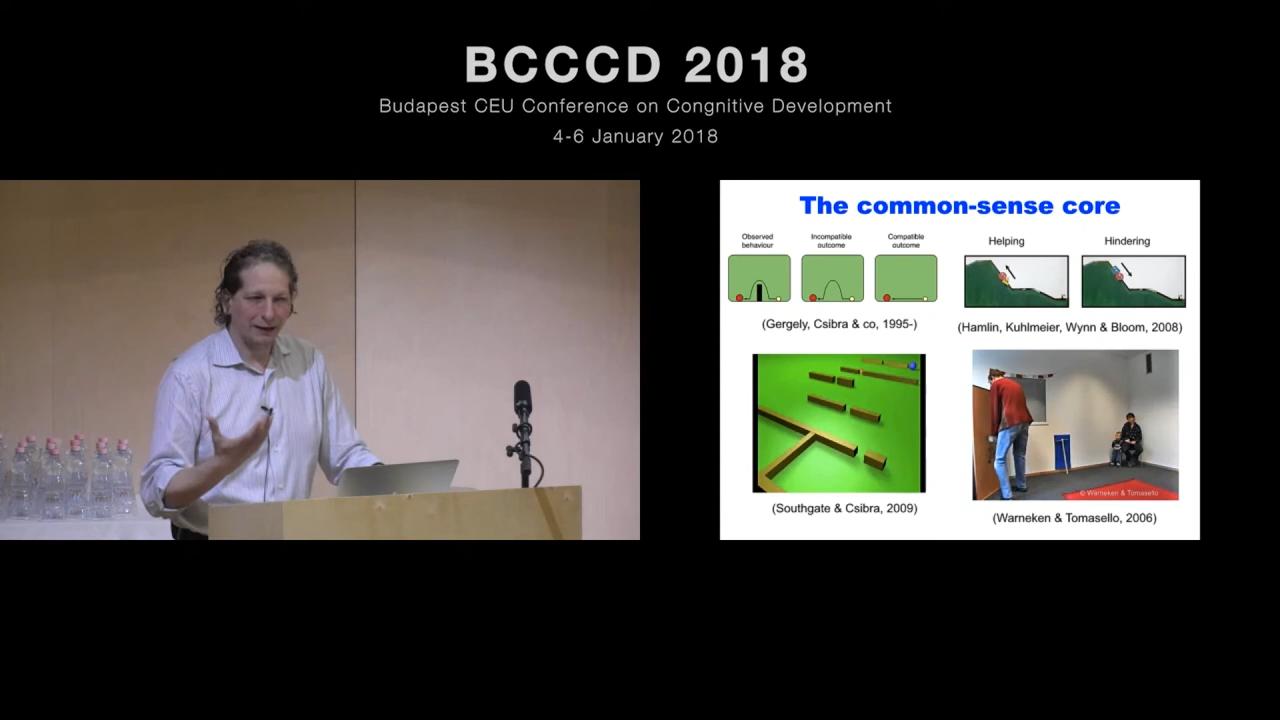 BCCCD 2018
Budapest CEU Conference on Congnitive Development
4-6 January 2018
The common-sense core
Observed
behaviour
Incompatible
outcome
Compatible
outcome
Helping
Hindering
(Gergely, Csibra & co, 1995-)
(Hamlin, Kuhlmeier, Wynn & Bloom, 2008)
© Warneken & Tomasello
(Southgate & Csibra, 2009)
(Warneken & Tomasello, 2006)